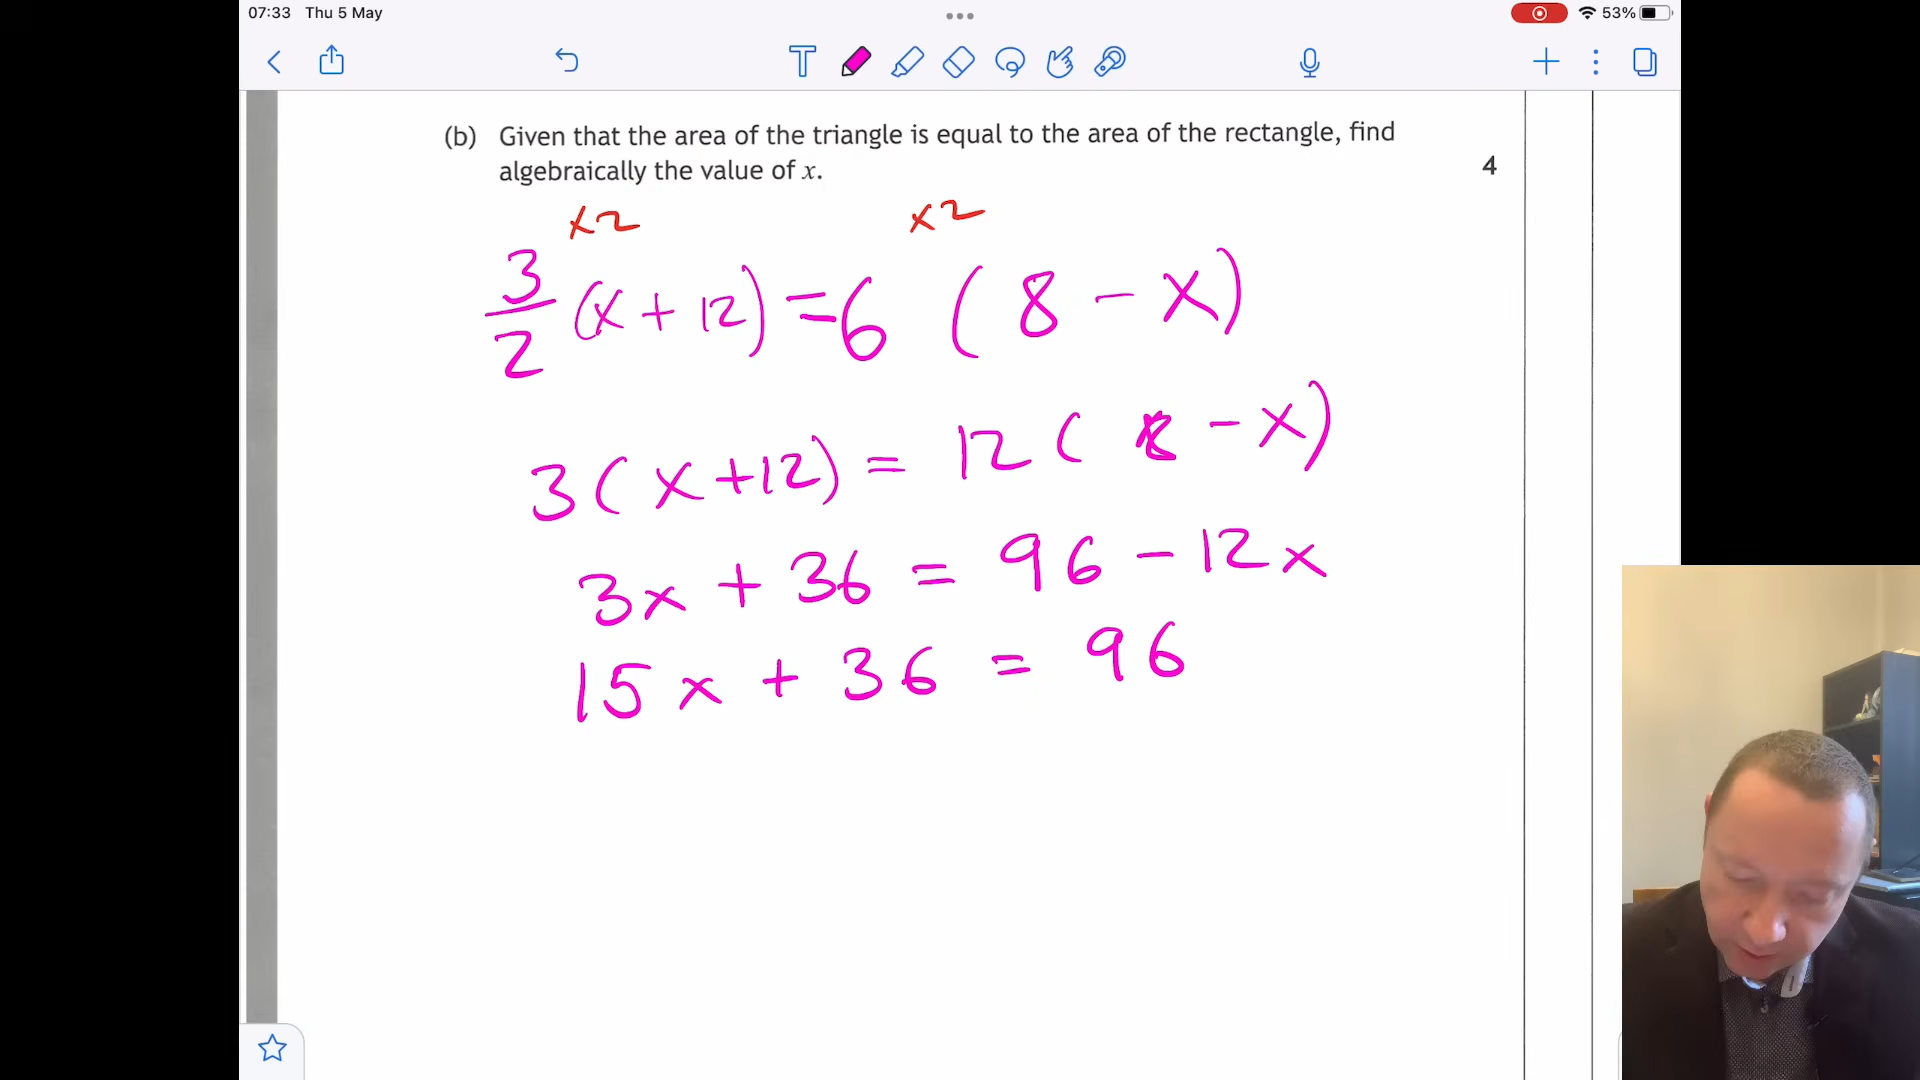 07:33 Thu 5 May
53%
(b) Given that the area of the triangle is equal to the area of the rectangle, find
algebraically the value of x.
4
x2 x2
3/2 (x + 12) = 6 (8 - x)
3(x+12) = 12(8 - x)
3x + 36 = 96 - 12x
15x + 36 = 96